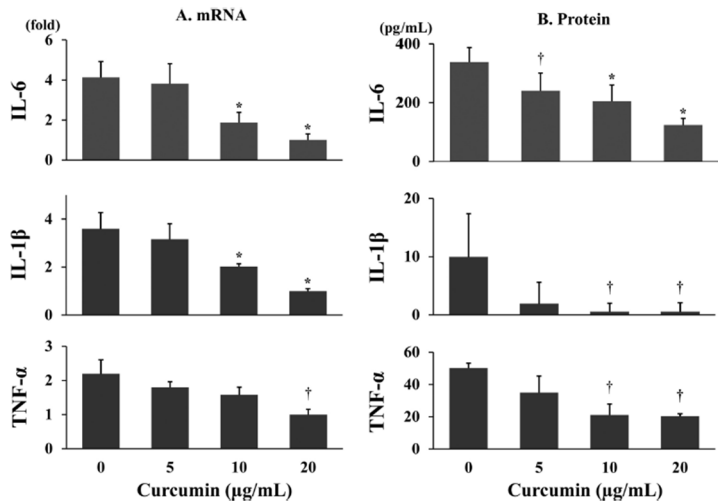 A. mRNA
(fold)
IL-6
6
4
2
0
*
*
IL-1β
4
2
0
*
*
TNF-α
3
2
1
0
†
0 5 10 20
Curcumin (μg/mL)
B. Protein
(pg/mL)
IL-6
400
200
0
†
*
*
IL-1β
20
10
0
†
†
TNF-α
60
40
20
0
†
†
0 5 10 20
Curcumin (μg/mL)